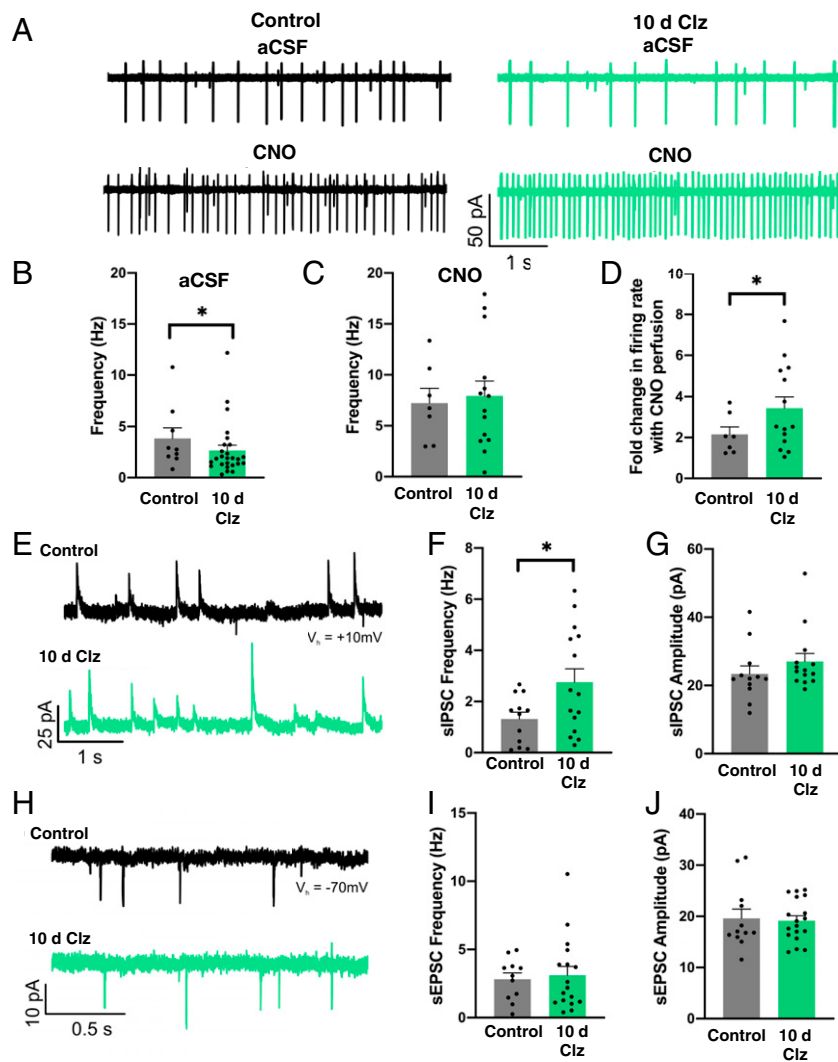 A
Control
aCSF
10 d Clz
aCSF
CNO
CNO
50 pA
1 s
B
aCSF
Frequency (Hz)
20
15
10
5
0
*
Control
10 d
Clz
C
CNO
Frequency (Hz)
20
15
10
5
0
Control
10 d
Clz
D
Fold change in firing rate
with CNO perfusion
10
8
6
4
2
0
*
Control
10 d
Clz
E
Control
Vₕ = +10mV
10 d Clz
25 pA
1 s
F
sIPSC Frequency (Hz)
8
6
4
2
0
*
Control
10 d
Clz
G
sIPSC Amplitude (pA)
60
40
20
0
Control
10 d
Clz
H
Control
Vₕ = -70mV
10 d Clz
10 pA
0.5 s
I
sEPSC Frequency (Hz)
15
10
5
0
Control
10 d
Clz
J
sEPSC Amplitude (pA)
40
30
20
10
0
Control
10 d
Clz